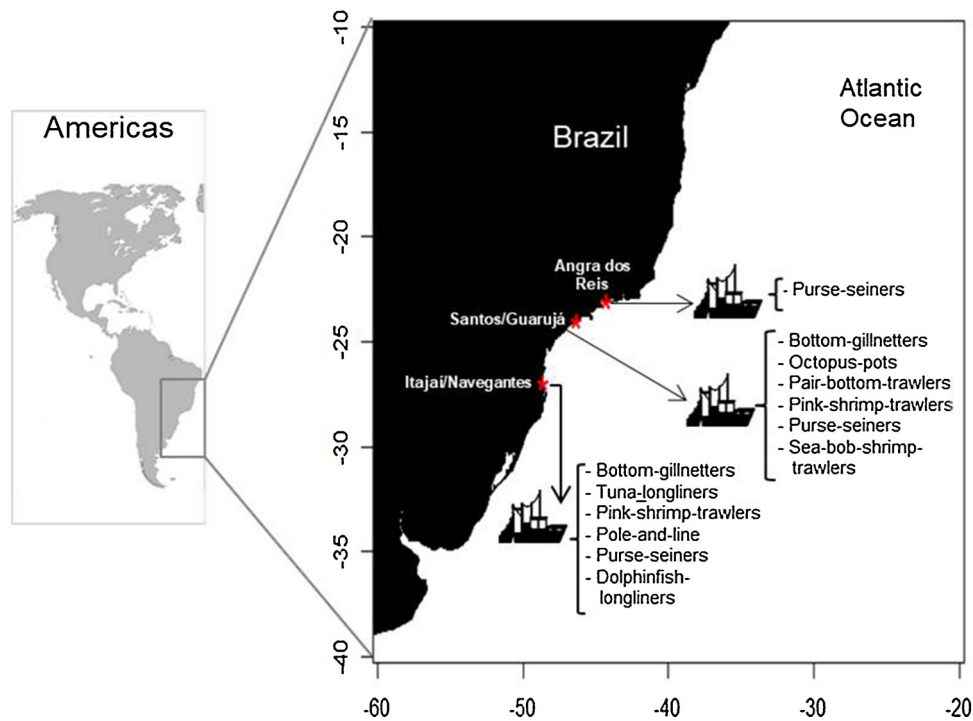 Americas
-10
-15
-20
-25
-30
-35
-40
Brazil
Atlantic
Ocean
Angra dos
Reis
Santos/Guarujá
Itajaí/Navegantes
- Purse-seiners
- Bottom-gillnetters
- Octopus-pots
- Pair-bottom-trawlers
- Pink-shrimp-trawlers
- Purse-seiners
- Sea-bob-shrimp-
trawlers
- Bottom-gillnetters
- Tuna_longliners
- Pink-shrimp-trawlers
- Pole-and-line
- Purse-seiners
- Dolphinfish-
longliners
-60 -50 -40 -30 -20